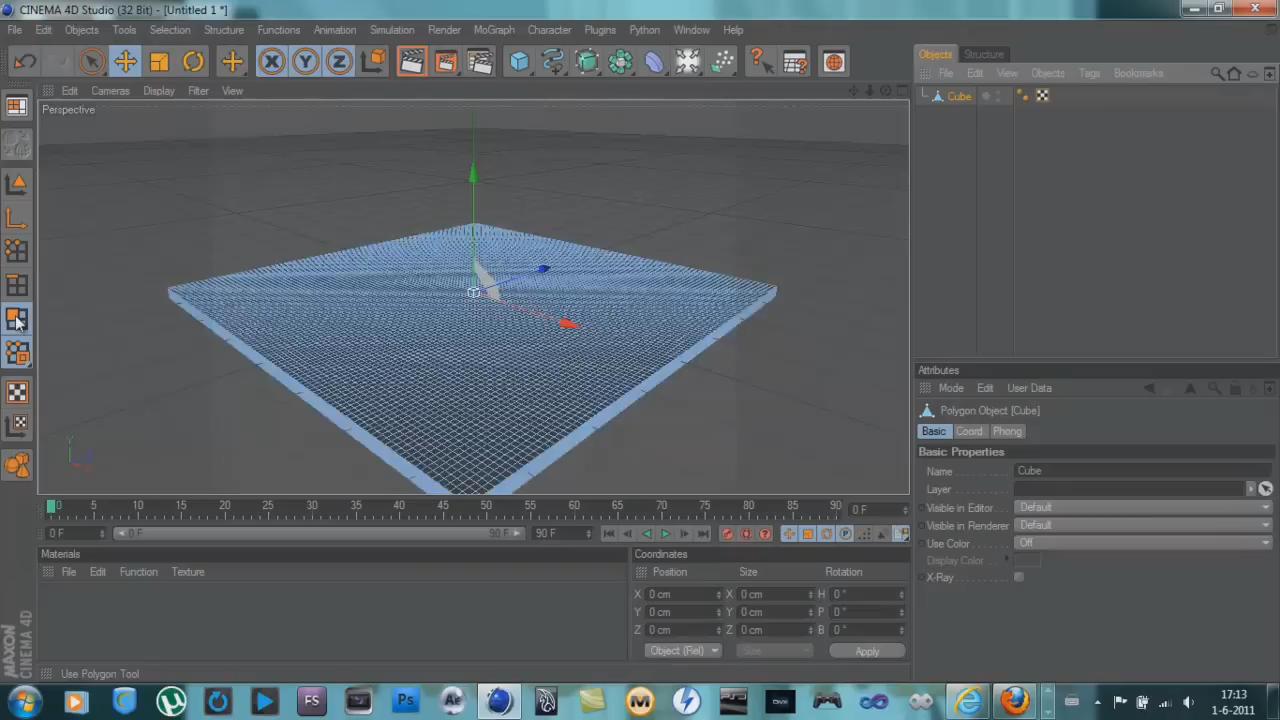 CINEMA 4D Studio (32 Bit) - [Untitled 1 *]
File Edit Objects Tools Selection Structure Functions Animation Simulation Render MoGraph Character Plugins Python Window Help
X Y Z
Objects Structure
File Edit View Objects Tags Bookmarks
Cube
Edit Cameras Display Filter View
Perspective
Y
Attributes
Mode Edit User Data
Polygon Object [Cube]
Basic Coord Phong
Basic Properties
Name Cube
Layer
Visible in Editor Default
Visible in Renderer Default
Use Color Off
Display Color
X-Ray
0 5 10 15 20 25 30 35 40 45 50 55 60 65 70 75 80 85 90 0 F
0 F 0 F 90 F 90 F
Materials
File Edit Function Texture
Coordinates
Position Size Rotation
X 0 cm X 0 cm H 0 °
Y 0 cm Y 0 cm P 0 °
Z 0 cm Z 0 cm B 0 °
Object (Rel) Size Apply
MAXON
CINEMA 4D
Use Polygon Tool
FS Ps Ae
17:13
1-6-2011